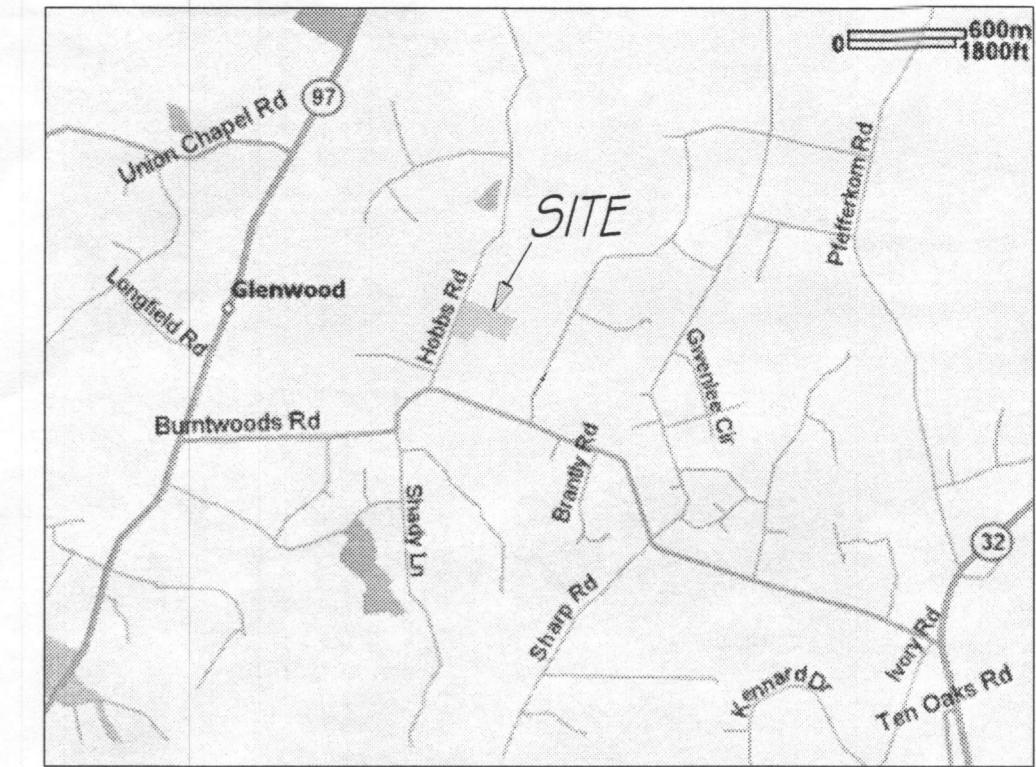 600m
0
1800ft
97
Union Chapel Rd
Pfefferkorn Rd
SITE
Longfield Rd
Glenwood
Hobbs Rd
Gwenlee Cir
Burntwoods Rd
Brantly Rd
Shady Ln
32
Sharp Rd
Ivory Rd
Kennard Dr
Ten Oaks Rd